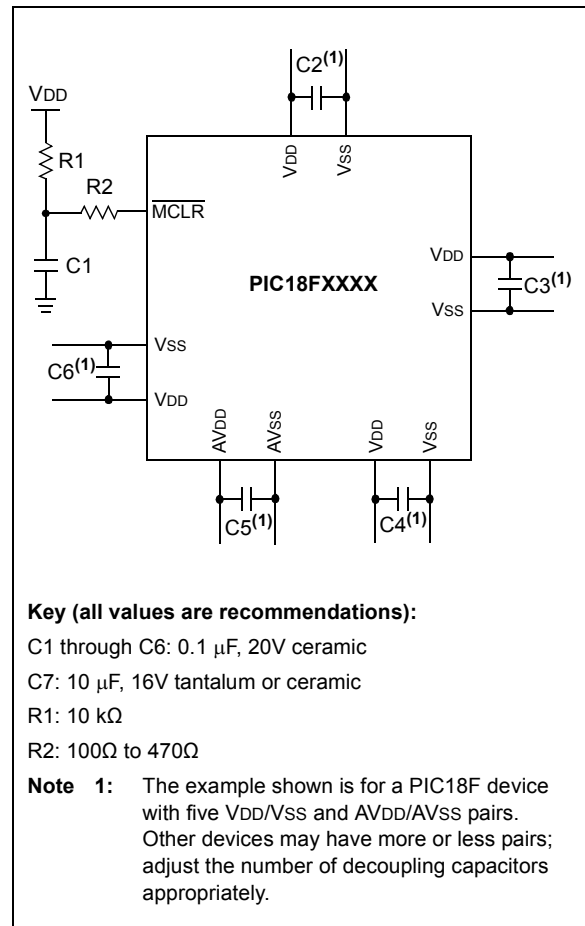 C2(1)
VDD
R1
R2
C1
MCLR
VDD
VSS
PIC18FXXXX
VDD
VSS
C3(1)
VSS
VDD
C6(1)
AVDD
AVSS
VDD
VSS
C5(1)
C4(1)
Key (all values are recommendations):
C1 through C6: 0.1 μF, 20V ceramic
C7: 10 μF, 16V tantalum or ceramic
R1: 10 kΩ
R2: 100Ω to 470Ω
Note 1: The example shown is for a PIC18F device
with five VDD/VSS and AVDD/AVSS pairs.
Other devices may have more or less pairs;
adjust the number of decoupling capacitors
appropriately.